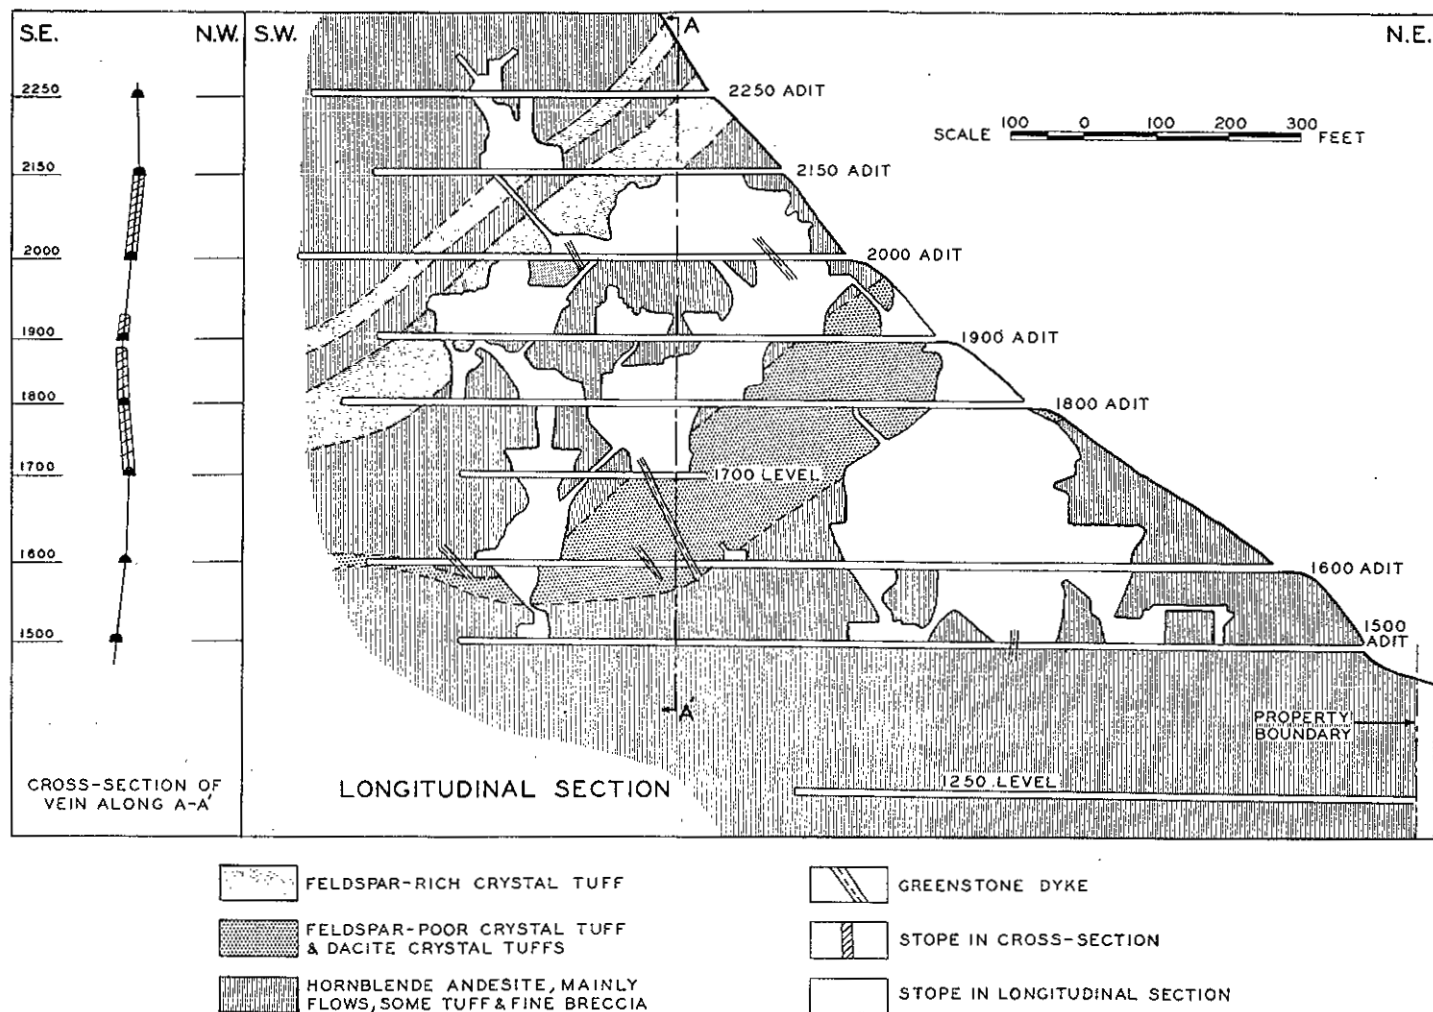 S.E.
N.W.
S.W.
N.E.
A
2250
2150
2000
1900
1800
1700
1600
1500
2250 ADIT
SCALE 100 0 100 200 300 FEET
2150 ADIT
2000 ADIT
1900 ADIT
1800 ADIT
1700 LEVEL
1600 ADIT
1500
ADIT
A'
PROPERTY
BOUNDARY
1250 LEVEL
CROSS-SECTION OF
VEIN ALONG A-A'
LONGITUDINAL SECTION
FELDSPAR-RICH CRYSTAL TUFF
FELDSPAR-POOR CRYSTAL TUFF
& DACITE CRYSTAL TUFFS
HORNBLENDE ANDESITE, MAINLY
FLOWS, SOME TUFF & FINE BRECCIA
GREENSTONE DYKE
STOPE IN CROSS-SECTION
STOPE IN LONGITUDINAL SECTION